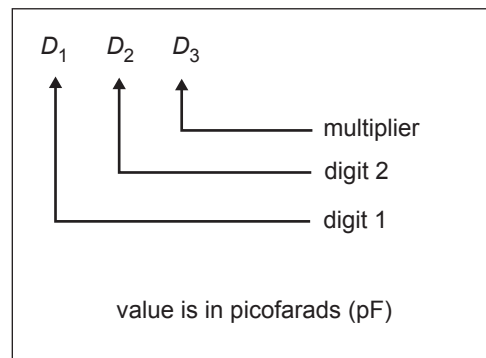 D₁ D₂ D₃
multiplier
digit 2
digit 1
value is in picofarads (pF)